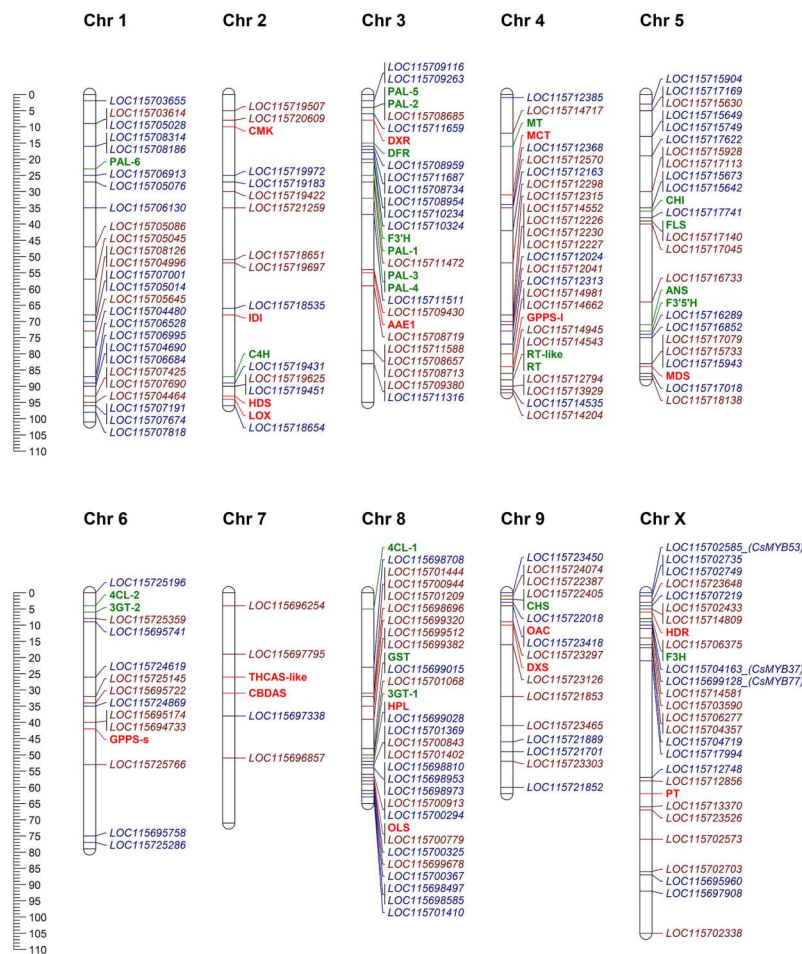 Chr 1
Chr 2
Chr 3
Chr 4
Chr 5
0
5
10
15
20
25
30
35
40
45
50
55
60
65
70
75
80
85
90
95
100
105
110
LOC115703655
LOC115703614
LOC115705028
LOC115708314
LOC115708186
PAL-6
LOC115706913
LOC115705076
LOC115706130
LOC115705086
LOC115705045
LOC115708126
LOC115704996
LOC115707001
LOC115705014
LOC115705645
LOC115704480
LOC115706528
LOC115706995
LOC115704690
LOC115706684
LOC115707425
LOC115707690
LOC115704464
LOC115707191
LOC115707674
LOC115707818
LOC115719507
LOC115720609
CMK
LOC115719972
LOC115719183
LOC115719422
LOC115721259
LOC115718651
LOC115719697
LOC115718535
IDI
C4H
LOC115719431
LOC115719625
LOC115719451
HDS
LOX
LOC115718654
LOC115709116
LOC115709263
PAL-5
PAL-2
LOC115708685
LOC115711659
DXR
DFR
LOC115708959
LOC115711687
LOC115708734
LOC115708954
LOC115710234
LOC115710324
F3'H
PAL-1
LOC115711472
PAL-3
PAL-4
LOC115711511
LOC115709430
AAE1
LOC115708719
LOC115711588
LOC115708657
LOC115708713
LOC115709380
LOC115711316
LOC115712385
LOC115714717
MT
MCT
LOC115712368
LOC115712570
LOC115712163
LOC115712298
LOC115712315
LOC115714552
LOC115712226
LOC115712230
LOC115712227
LOC115712024
LOC115712041
LOC115712313
LOC115714981
LOC115714662
GPPS-l
LOC115714945
LOC115714543
RT-like
RT
LOC115712794
LOC115713929
LOC115714535
LOC115714204
LOC115715904
LOC115717169
LOC115715630
LOC115715649
LOC115715749
LOC115717622
LOC115715928
LOC115717113
LOC115715673
LOC115715642
CHI
LOC115717741
FLS
LOC115717140
LOC115717045
LOC115716733
ANS
F3'5'H
LOC115716289
LOC115716852
LOC115717079
LOC115715733
LOC115715943
MDS
LOC115717018
LOC115718138
Chr 6
Chr 7
Chr 8
Chr 9
Chr X
0
5
10
15
20
25
30
35
40
45
50
55
60
65
70
75
80
85
90
95
100
105
110
LOC115725196
4CL-2
3GT-2
LOC115725359
LOC115695741
LOC115724619
LOC115725145
LOC115695722
LOC115724869
LOC115695174
LOC115694733
GPPS-s
LOC115725766
LOC115695758
LOC115725286
LOC115696254
LOC115697795
THCAS-like
CBDAS
LOC115697338
LOC115696857
4CL-1
LOC115698708
LOC115701444
LOC115700944
LOC115701209
LOC115698696
LOC115699320
LOC115699512
LOC115699382
GST
LOC115699015
LOC115701068
3GT-1
HPL
LOC115699028
LOC115701369
LOC115700843
LOC115701402
LOC115698810
LOC115698953
LOC115698973
LOC115700913
LOC115700294
OLS
LOC115700779
LOC115700325
LOC115699678
LOC115700367
LOC115698497
LOC115698585
LOC115701410
LOC115723450
LOC115724074
LOC115722387
LOC115722405
CHS
LOC115722018
OAC
LOC115723418
LOC115723297
DXS
LOC115723126
LOC115721853
LOC115723465
LOC115721889
LOC115721701
LOC115723303
LOC115721852
LOC115702585_(CsMYB53)
LOC115702735
LOC115702749
LOC115723648
LOC115707219
LOC115702433
LOC115714809
HDR
LOC115706375
F3H
LOC115704163_(CsMYB37)
LOC115699128_(CsMYB77)
LOC115714581
LOC115703590
LOC115706277
LOC115704357
LOC115704719
LOC115717994
LOC115712748
LOC115712856
PT
LOC115713370
LOC115723526
LOC115702573
LOC115702703
LOC115695960
LOC115697908
LOC115702338